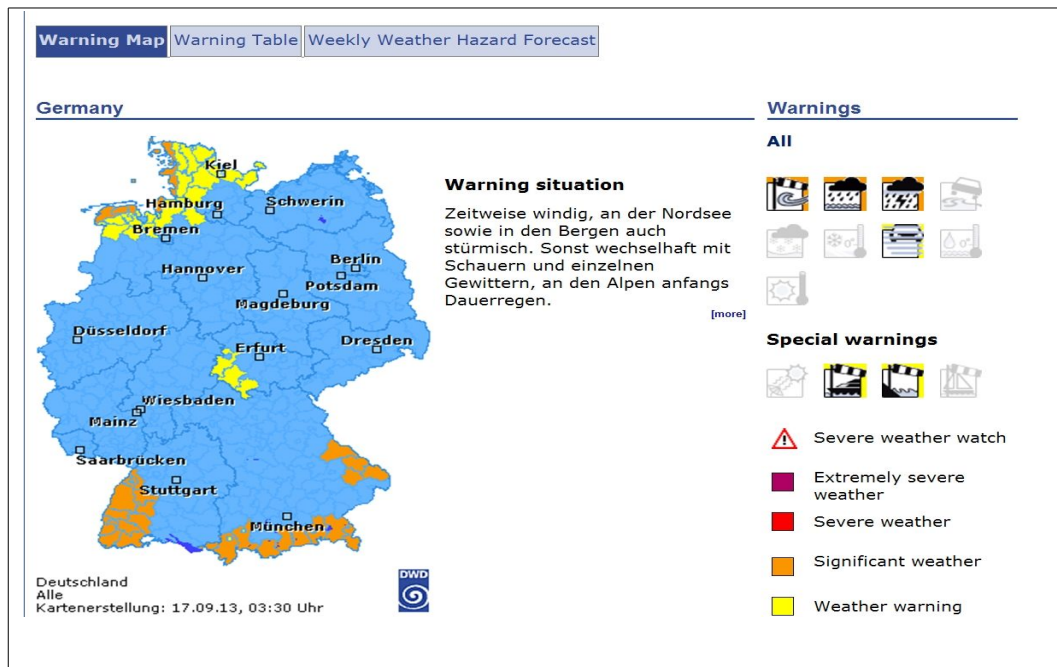 Warning Map Warning Table Weekly Weather Hazard Forecast
Germany
Kiel
Hamburg
Schwerin
Bremen
Hannover
Berlin
Potsdam
Magdeburg
Düsseldorf
Erfurt
Dresden
Wiesbaden
Mainz
Saarbrücken
Stuttgart
München
Deutschland
Alle
Kartenerstellung: 17.09.13, 03:30 Uhr
DWD
Warning situation
Zeitweise windig, an der Nordsee
sowie in den Bergen auch
stürmisch. Sonst wechselhaft mit
Schauern und einzelnen
Gewittern, an den Alpen anfangs
Dauerregen.
[more]
Warnings
All
Special warnings
Severe weather watch
Extremely severe
weather
Severe weather
Significant weather
Weather warning